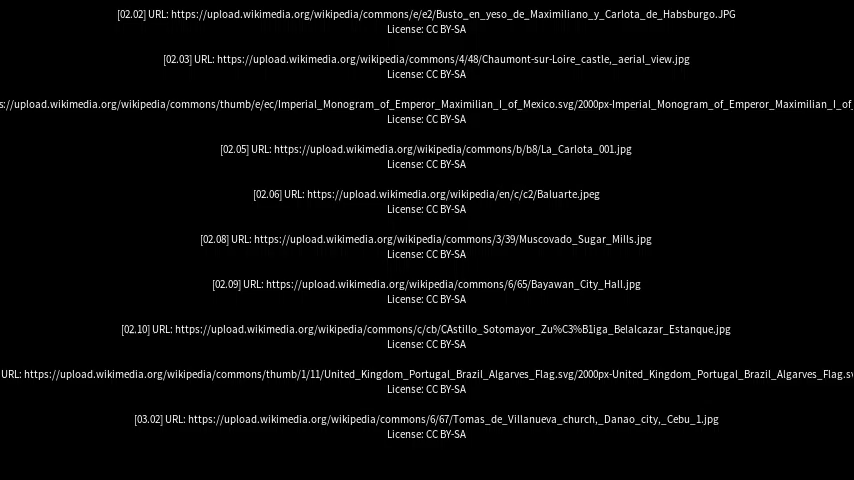 [02.02] URL: https://upload.wikimedia.org/wikipedia/commons/e/e2/Busto_en_yeso_de_Maximiliano_y_Carlota_de_Habsburgo.JPG
License: CC BY-SA
[02.03] URL: https://upload.wikimedia.org/wikipedia/commons/4/48/Chaumont-sur-Loire_castle,_aerial_view.jpg
License: CC BY-SA
s://upload.wikimedia.org/wikipedia/commons/thumb/e/ec/Imperial_Monogram_of_Emperor_Maximilian_I_of_Mexico.svg/2000px-Imperial_Monogram_of_Emperor_Maximilian_I_of_
License: CC BY-SA
[02.05] URL: https://upload.wikimedia.org/wikipedia/commons/b/b8/La_Carlota_001.jpg
License: CC BY-SA
[02.06] URL: https://upload.wikimedia.org/wikipedia/en/c/c2/Baluarte.jpeg
License: CC BY-SA
[02.08] URL: https://upload.wikimedia.org/wikipedia/commons/3/39/Muscovado_Sugar_Mills.jpg
License: CC BY-SA
[02.09] URL: https://upload.wikimedia.org/wikipedia/commons/6/65/Bayawan_City_Hall.jpg
License: CC BY-SA
[02.10] URL: https://upload.wikimedia.org/wikipedia/commons/c/cb/CAstillo_Sotomayor_Zu%C3%B1iga_Belalcazar_Estanque.jpg
License: CC BY-SA
URL: https://upload.wikimedia.org/wikipedia/commons/thumb/1/11/United_Kingdom_Portugal_Brazil_Algarves_Flag.svg/2000px-United_Kingdom_Portugal_Brazil_Algarves_Flag.sv
License: CC BY-SA
[03.02] URL: https://upload.wikimedia.org/wikipedia/commons/6/67/Tomas_de_Villanueva_church,_Danao_city,_Cebu_1.jpg
License: CC BY-SA